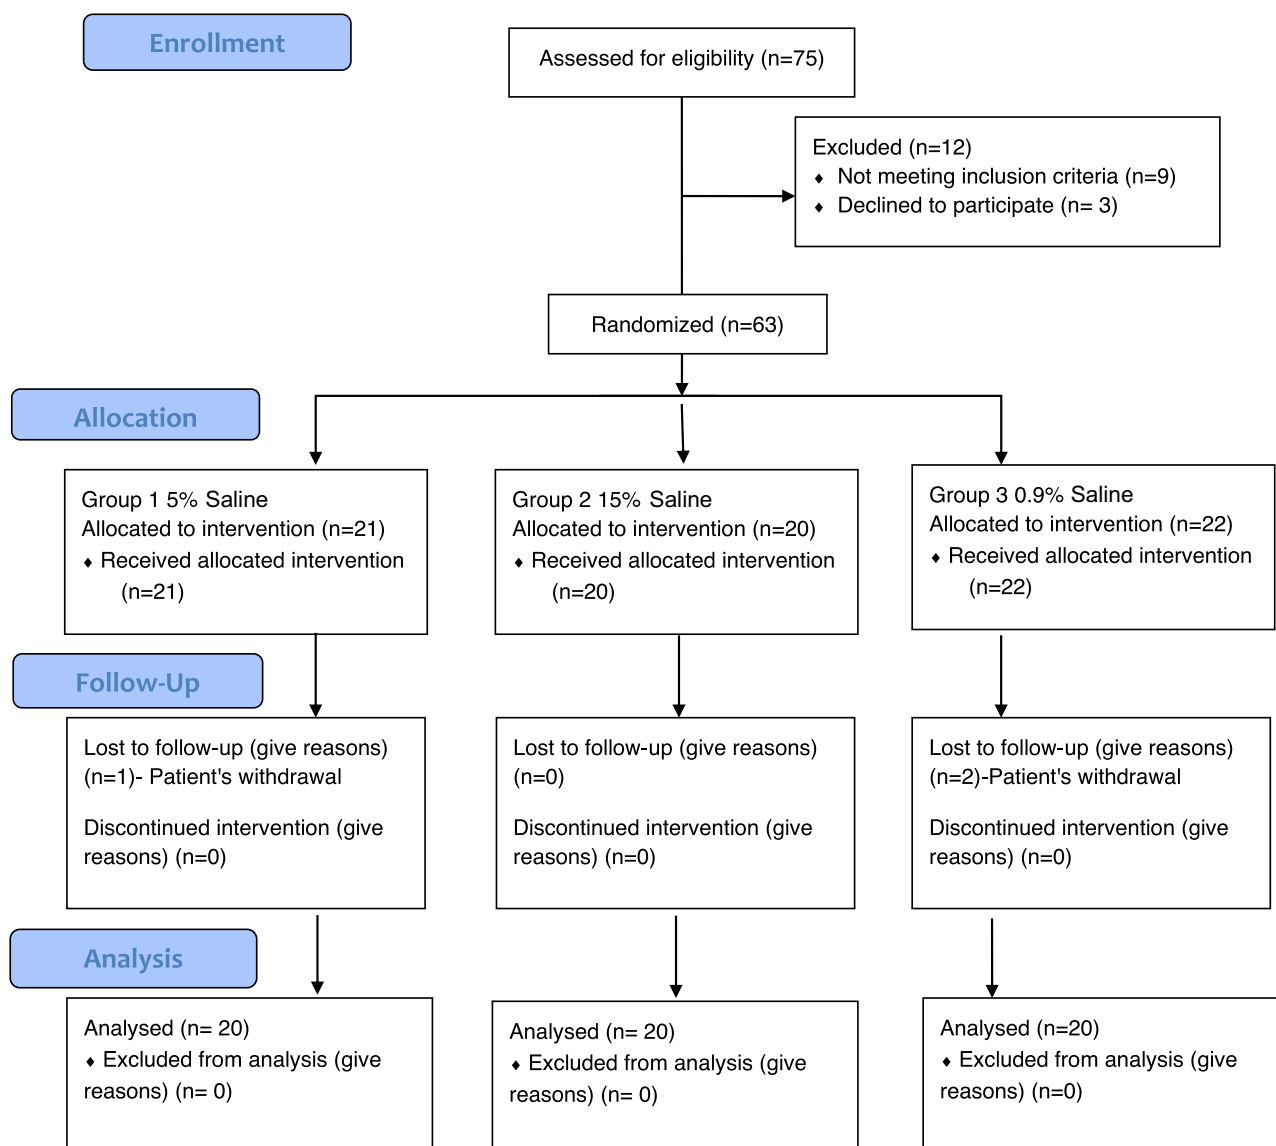 Enrollment
Assessed for eligibility (n=75)
Excluded (n=12)
♦ Not meeting inclusion criteria (n=9)
♦ Declined to participate (n= 3)
Randomized (n=63)
Allocation
Group 1 5% Saline
Allocated to intervention (n=21)
♦ Received allocated intervention
(n=21)
Group 2 15% Saline
Allocated to intervention (n=20)
♦ Received allocated intervention
(n=20)
Group 3 0.9% Saline
Allocated to intervention (n=22)
♦ Received allocated intervention
(n=22)
Follow-Up
Lost to follow-up (give reasons)
(n=1)- Patient's withdrawal
Discontinued intervention (give
reasons) (n=0)
Lost to follow-up (give reasons)
(n=0)
Discontinued intervention (give
reasons) (n=0)
Lost to follow-up (give reasons)
(n=2)-Patient's withdrawal
Discontinued intervention (give
reasons) (n=0)
Analysis
Analysed (n= 20)
♦ Excluded from analysis (give
reasons) (n= 0)
Analysed (n= 20)
♦ Excluded from analysis (give
reasons) (n= 0)
Analysed (n=20)
♦ Excluded from analysis (give
reasons) (n=0)